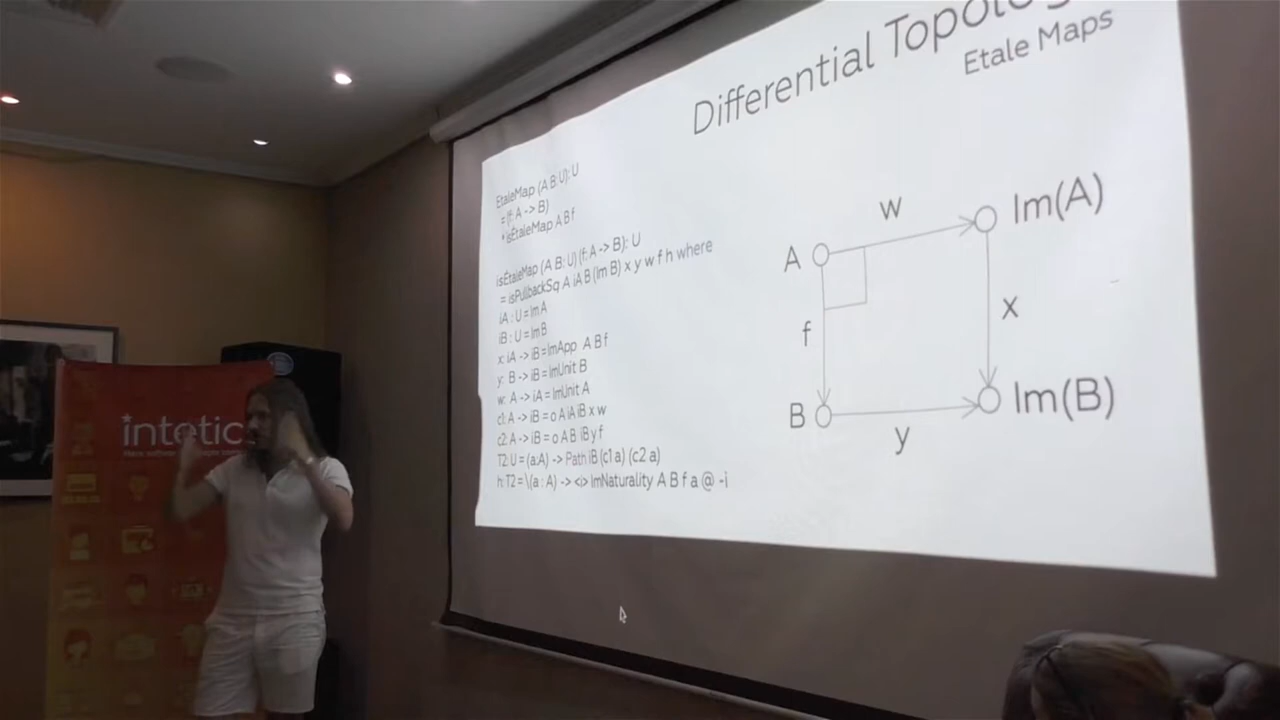 Differential Topolog
Etale Maps
EtaleMap (A B: U): U
= (f: A -> B)
* isEtaleMap A B f
isEtaleMap (A B: U) (f: A -> B): U
= isPullbackSq A iA B (Im B) x y w f h where
iA : U = Im A
iB : U = Im B
x: iA -> iB = ImApp A B f
y: B -> iB = ImUnit B
w: A -> iA = ImUnit A
c1: A -> iB = o A iA iB x w
c2: A -> iB = o A B iB y f
T2: U = (a:A) -> Path iB (c1 a) (c2 a)
h: T2 = \(a : A) -> <i> ImNaturality A B f a @ -i
A
w
Im(A)
f
x
B
y
Im(B)
intetic